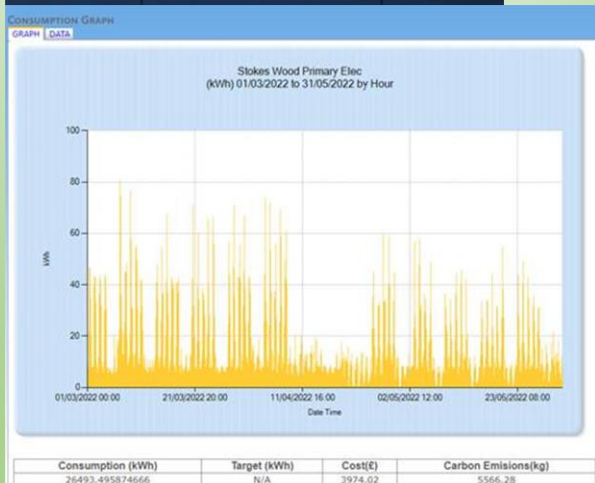 CONSUMPTION GRAPH
GRAPH DATA
Stokes Wood Primary Elec
(kWh) 01/03/2022 to 31/05/2022 by Hour
100
80
60
kWh
40
20
0
01/03/2022 00:00 21/03/2022 20:00 11/04/2022 16:00 02/05/2022 12:00 23/05/2022 08:00
Date Time
Consumption (kWh) Target (kWh) Cost(£) Carbon Emisions(kg)
26493.495874666 N/A 3974.02 5566.28